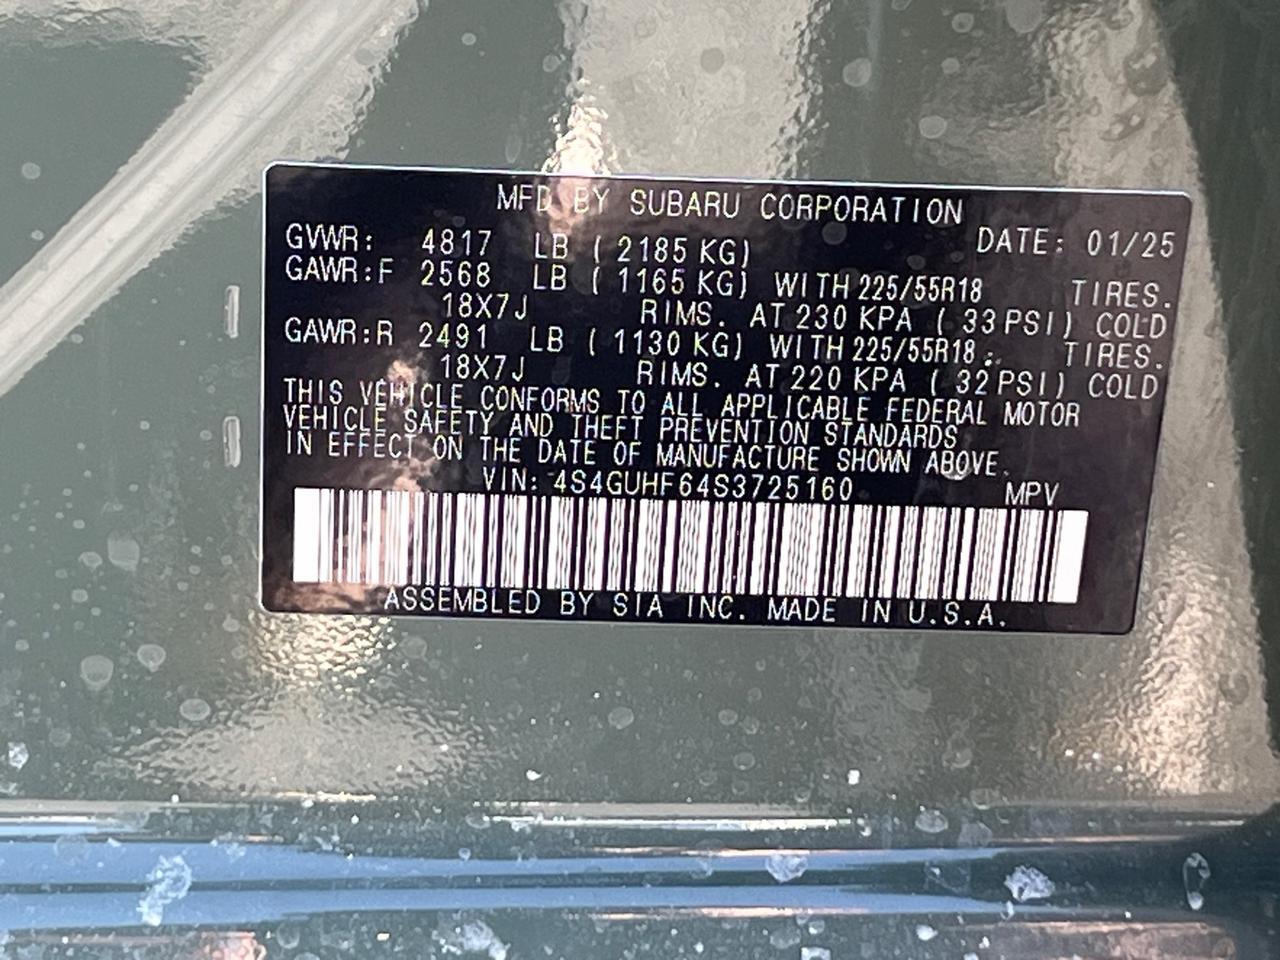 MFD BY SUBARU CORPORATION
GVWR: 4817 LB ( 2185 KG) DATE: 01/25
GAWR:F 2568 LB ( 1165 KG) WITH 225/55R18 TIRES.
18X7J RIMS. AT 230 KPA ( 33 PSI) COLD
GAWR:R 2491 LB ( 1130 KG) WITH 225/55R18 TIRES.
18X7J RIMS. AT 220 KPA ( 32 PSI) COLD
THIS VEHICLE CONFORMS TO ALL APPLICABLE FEDERAL MOTOR
VEHICLE SAFETY AND THEFT PREVENTION STANDARDS
IN EFFECT ON THE DATE OF MANUFACTURE SHOWN ABOVE.
VIN: 4S4GUHF64S3725160 MPV
ASSEMBLED BY SIA INC. MADE IN U.S.A.